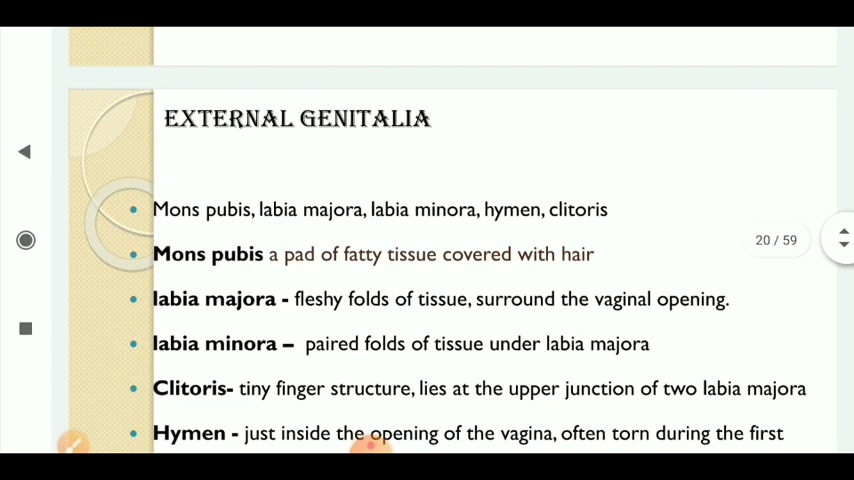 EXTERNAL GENITALIA
Mons pubis, labia majora, labia minora, hymen, clitoris
20 / 59
Mons pubis a pad of fatty tissue covered with hair
labia majora - fleshy folds of tissue, surround the vaginal opening.
labia minora – paired folds of tissue under labia majora
Clitoris- tiny finger structure, lies at the upper junction of two labia majora
Hymen - just inside the opening of the vagina, often torn during the first